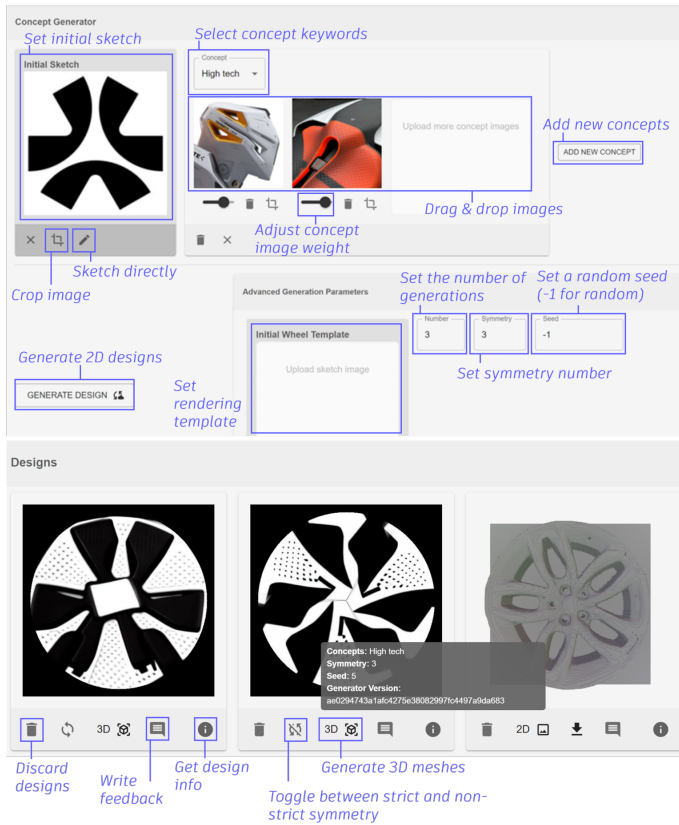 Concept Generator
Set initial sketch
Select concept keywords
Initial Sketch
Concept
High tech
Upload more concept images
Add new concepts
ADD NEW CONCEPT
Drag & drop images
Adjust concept
image weight
Sketch directly
Crop image
Set the number of
generations
Set a random seed
(-1 for random)
Advanced Generation Parameters
Number
3
Symmetry
3
Seed
-1
Initial Wheel Template
Upload sketch image
Set symmetry number
Generate 2D designs
GENERATE DESIGN
Set
rendering
template
Designs
Concepts: High tech
Symmetry: 3
Seed: 5
Generator Version:
ae0294743a1afc4275e38082997fc4497a9da683
3D
3D
2D
Discard
designs
Write
feedback
Get design
info
Generate 3D meshes
Toggle between strict and non-
strict symmetry